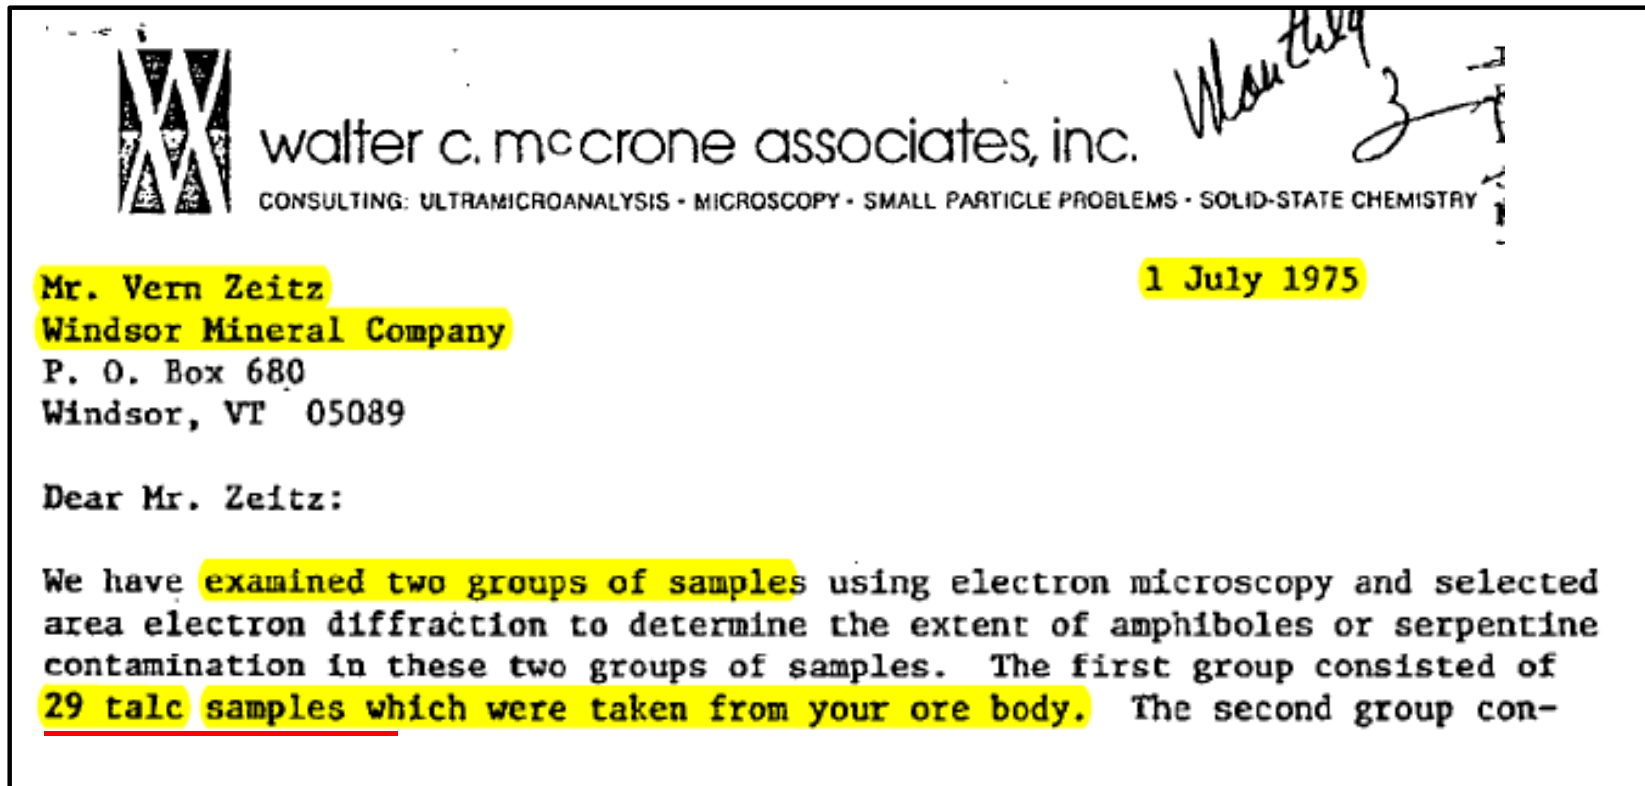 walter c. mccrone associates, inc.
CONSULTING: ULTRAMICROANALYSIS · MICROSCOPY · SMALL PARTICLE PROBLEMS · SOLID-STATE CHEMISTRY
Mr. Vern Zeitz
1 July 1975
Windsor Mineral Company
P. O. Box 680
Windsor, VT 05089
Dear Mr. Zeitz:
We have examined two groups of samples using electron microscopy and selected
area electron diffraction to determine the extent of amphiboles or serpentine
contamination in these two groups of samples. The first group consisted of
29 talc samples which were taken from your ore body. The second group con-